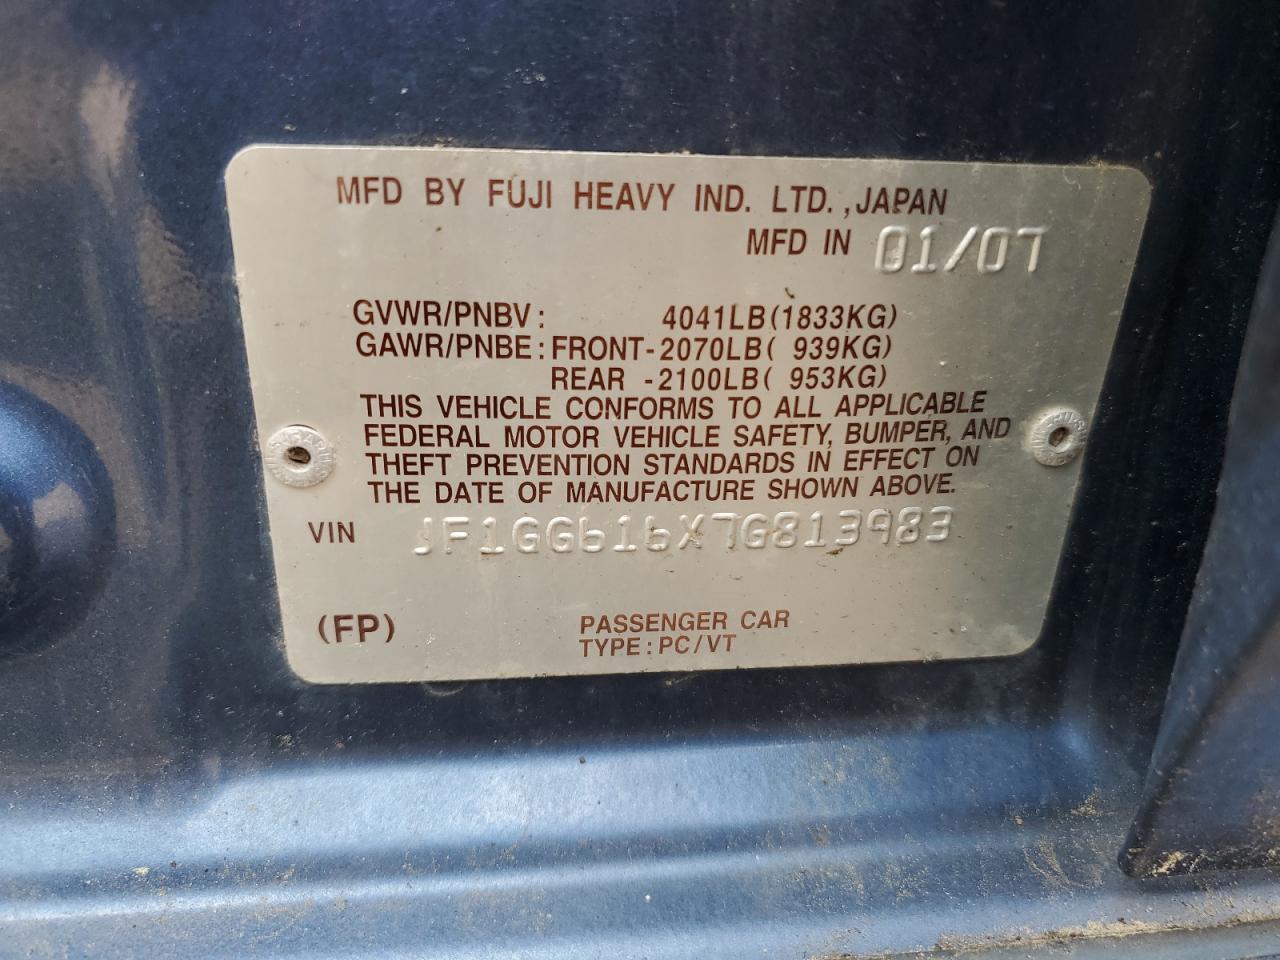 MFD BY FUJI HEAVY IND. LTD.,JAPAN
MFD IN 01/07
GVWR/PNBV: 4041LB(1833KG)
GAWR/PNBE:FRONT-2070LB( 939KG)
REAR -2100LB( 953KG)
THIS VEHICLE CONFORMS TO ALL APPLICABLE
FEDERAL MOTOR VEHICLE SAFETY, BUMPER, AND
THEFT PREVENTION STANDARDS IN EFFECT ON
THE DATE OF MANUFACTURE SHOWN ABOVE.
VIN JF1GG616X7G813983
(FP) PASSENGER CAR
TYPE:PC/VT